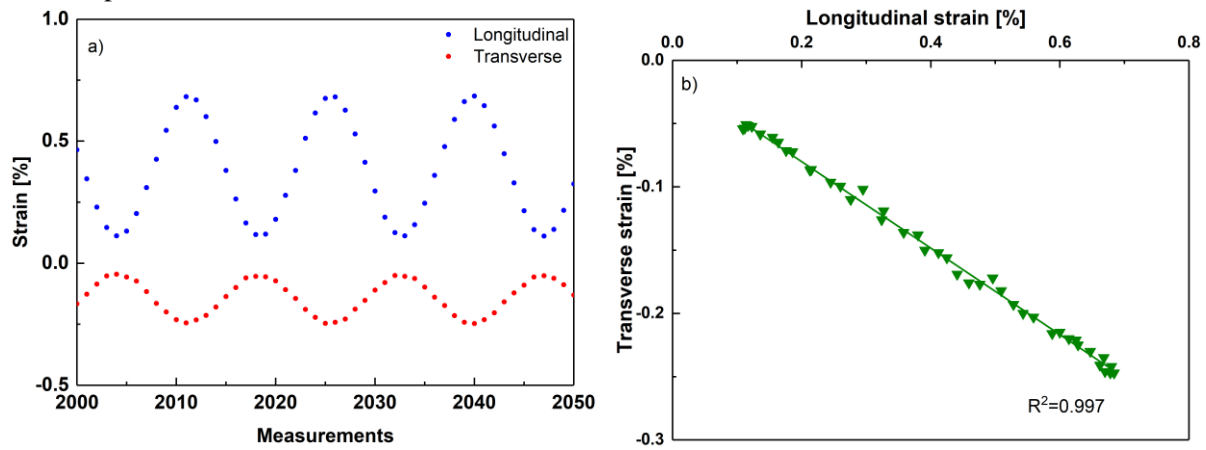 a)
Longitudinal
Transverse
1.0
0.5
0.0
-0.5
Strain [%]
2000 2010 2020 2030 2040 2050
Measurements
Longitudinal strain [%]
0.0 0.2 0.4 0.6 0.8
b)
0.0
-0.1
-0.2
-0.3
Transverse strain [%]
R²=0.997